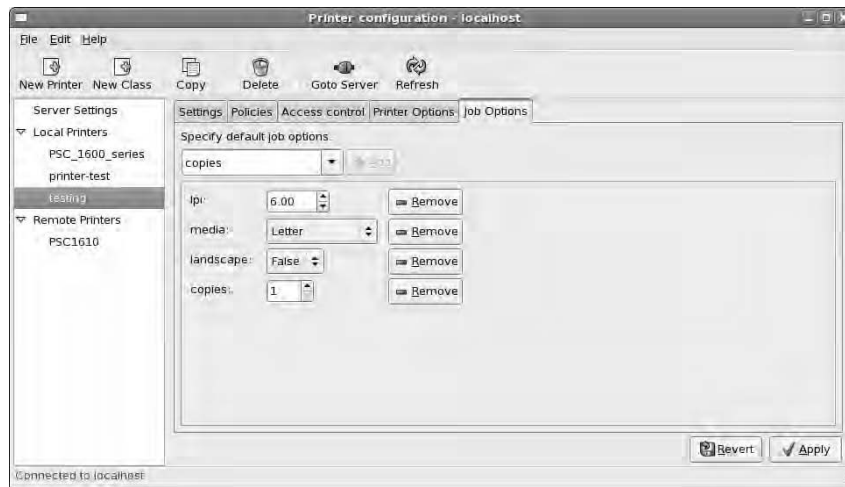 Printer configuration - localhost
File Edit Help
New Printer New Class Copy Delete Goto Server Refresh
Server Settings
Local Printers
PSC_1600_series
printer-test
testing
Remote Printers
PSC1610
Settings Policies Access control Printer Options Job Options
Specify default job options
copies Add
lpi: 6.00 Remove
media: Letter Remove
landscape: False Remove
copies: 1 Remove
Revert Apply
Connected to localhost